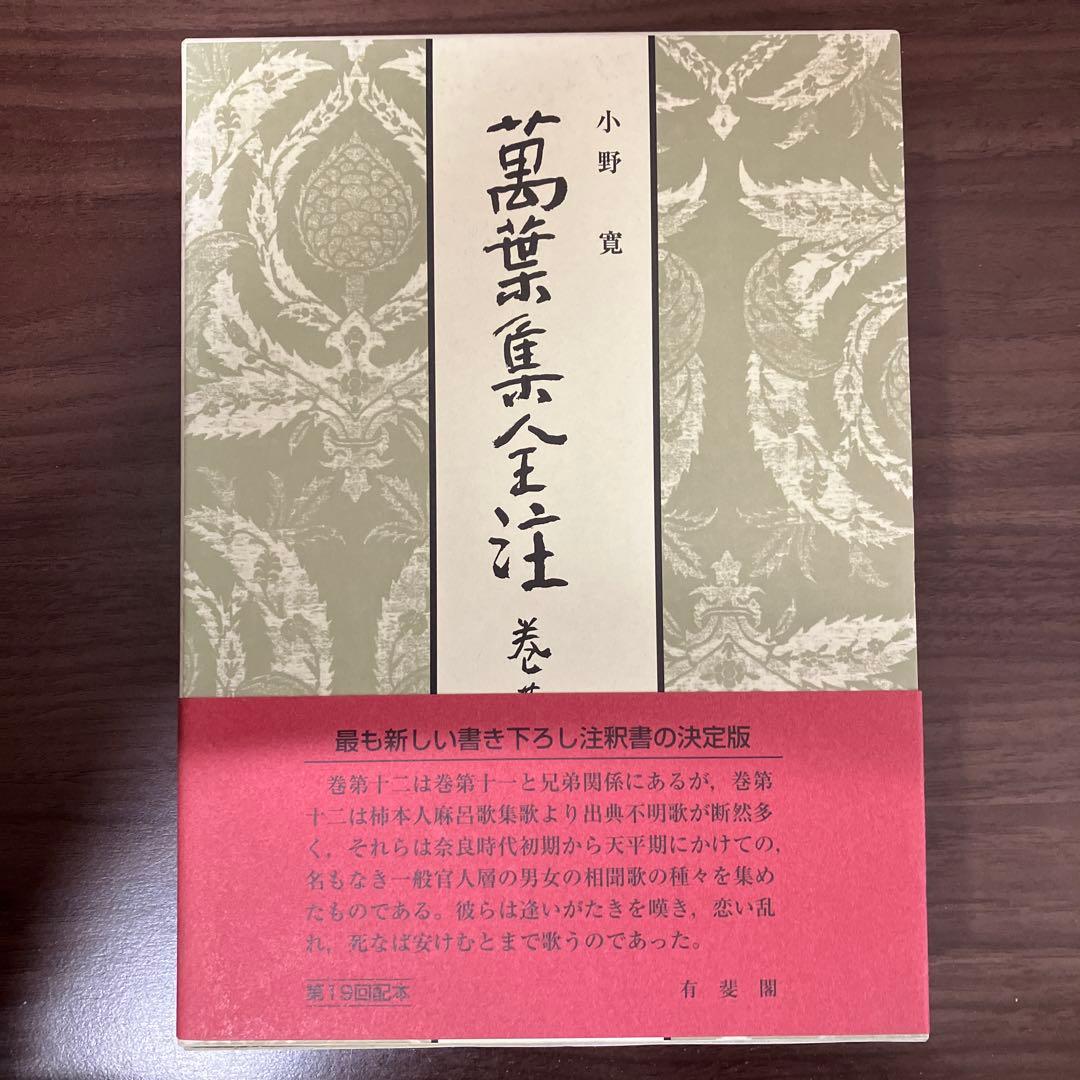 小野 寛
萬葉集全注 巻第
最も新しい書き下ろし注釈書の決定版
巻第十二は巻第十一と兄弟関係にあるが，巻第
十二は柿本人麻呂歌集歌より出典不明歌が断然多
く，それらは奈良時代初期から天平期にかけての，
名もなき一般官人層の男女の相聞歌の種々を集め
たものである。彼らは逢いがたきを嘆き，恋い乱
れ，死なば安けむとまで歌うのであった。
第19回配本
有斐閣